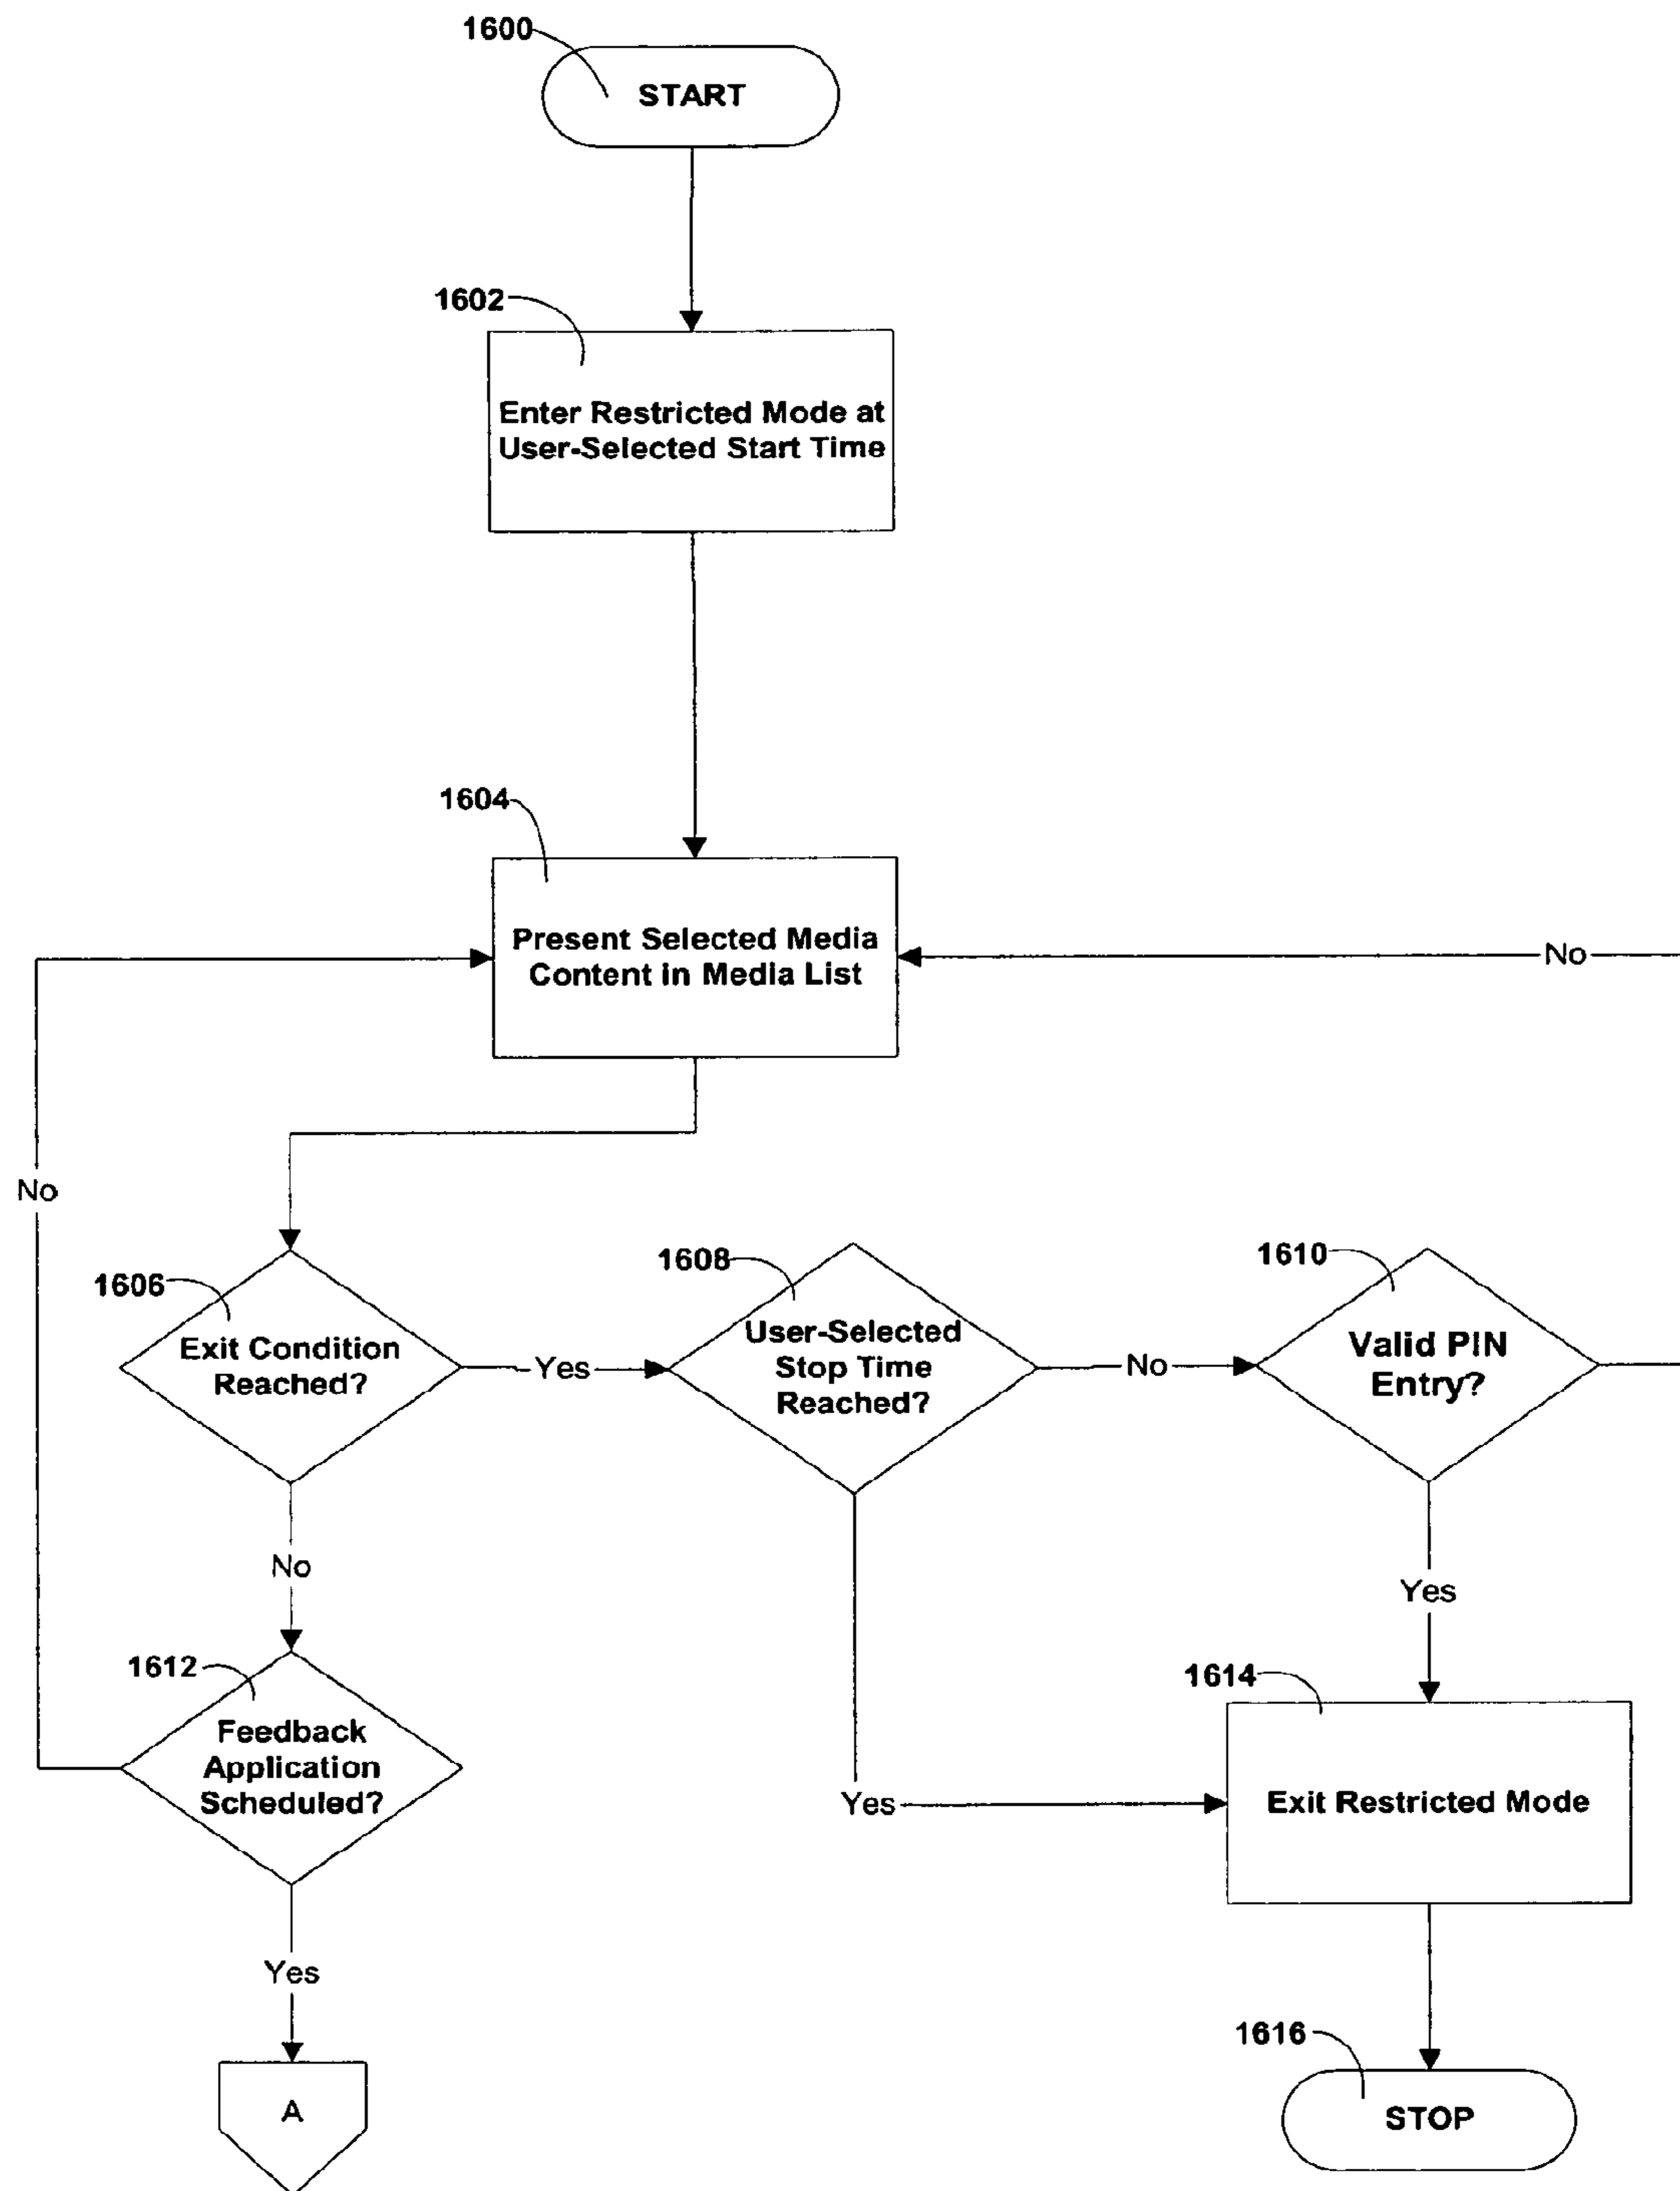 1600
START
1602
Enter Restricted Mode at
User-Selected Start Time
1604
Present Selected Media
Content in Media List
No
No
1606
Exit Condition
Reached?
Yes
1608
User-Selected
Stop Time
Reached?
No
1610
Valid PIN
Entry?
No
Yes
1612
Feedback
Application
Scheduled?
Yes
1614
Exit Restricted Mode
Yes
A
1616
STOP